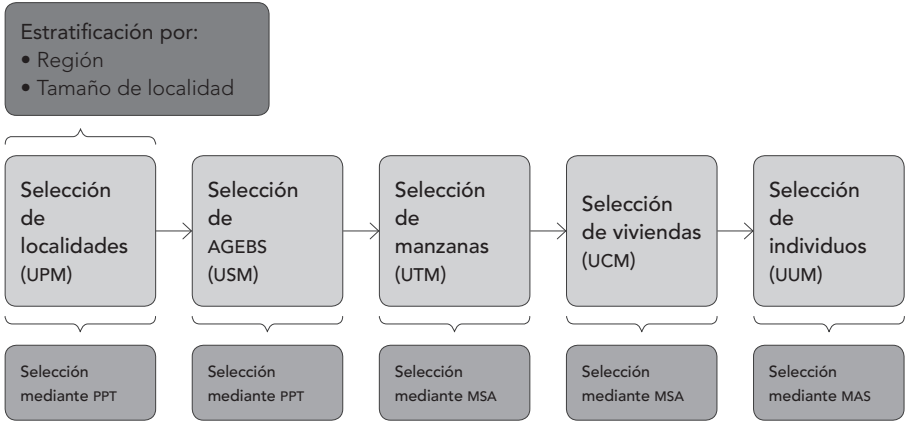 Estratificación por:
• Región
• Tamaño de localidad
Selección
de
localidades
(UPM)
Selección
de
AGEBS
(USM)
Selección
de
manzanas
(UTM)
Selección
de viviendas
(UCM)
Selección
de
individuos
(UUM)
Selección
mediante PPT
Selección
mediante PPT
Selección
mediante MSA
Selección
mediante MSA
Selección
mediante MAS